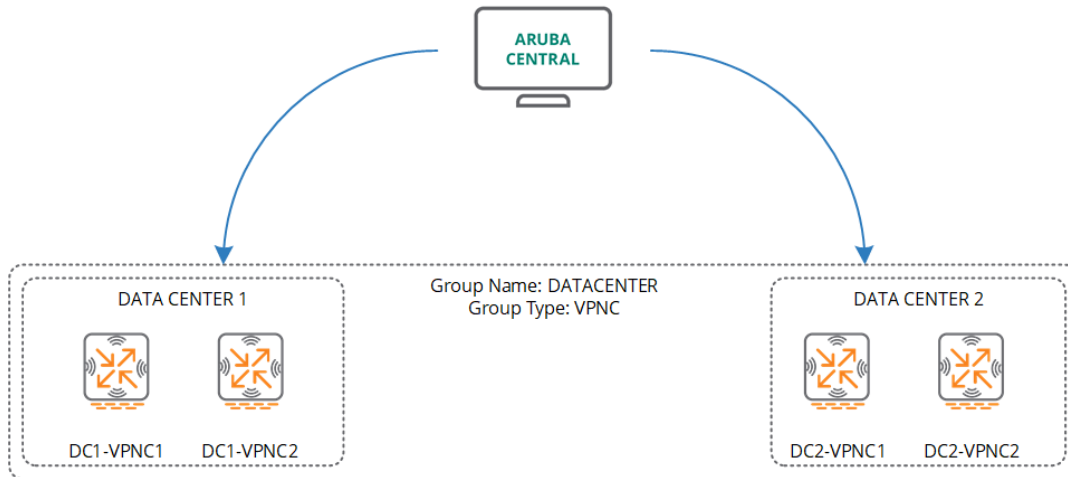 ARUBA
CENTRAL
Group Name: DATACENTER
Group Type: VPNC
DATA CENTER 1
DC1-VPNC1
DC1-VPNC2
DATA CENTER 2
DC2-VPNC1
DC2-VPNC2